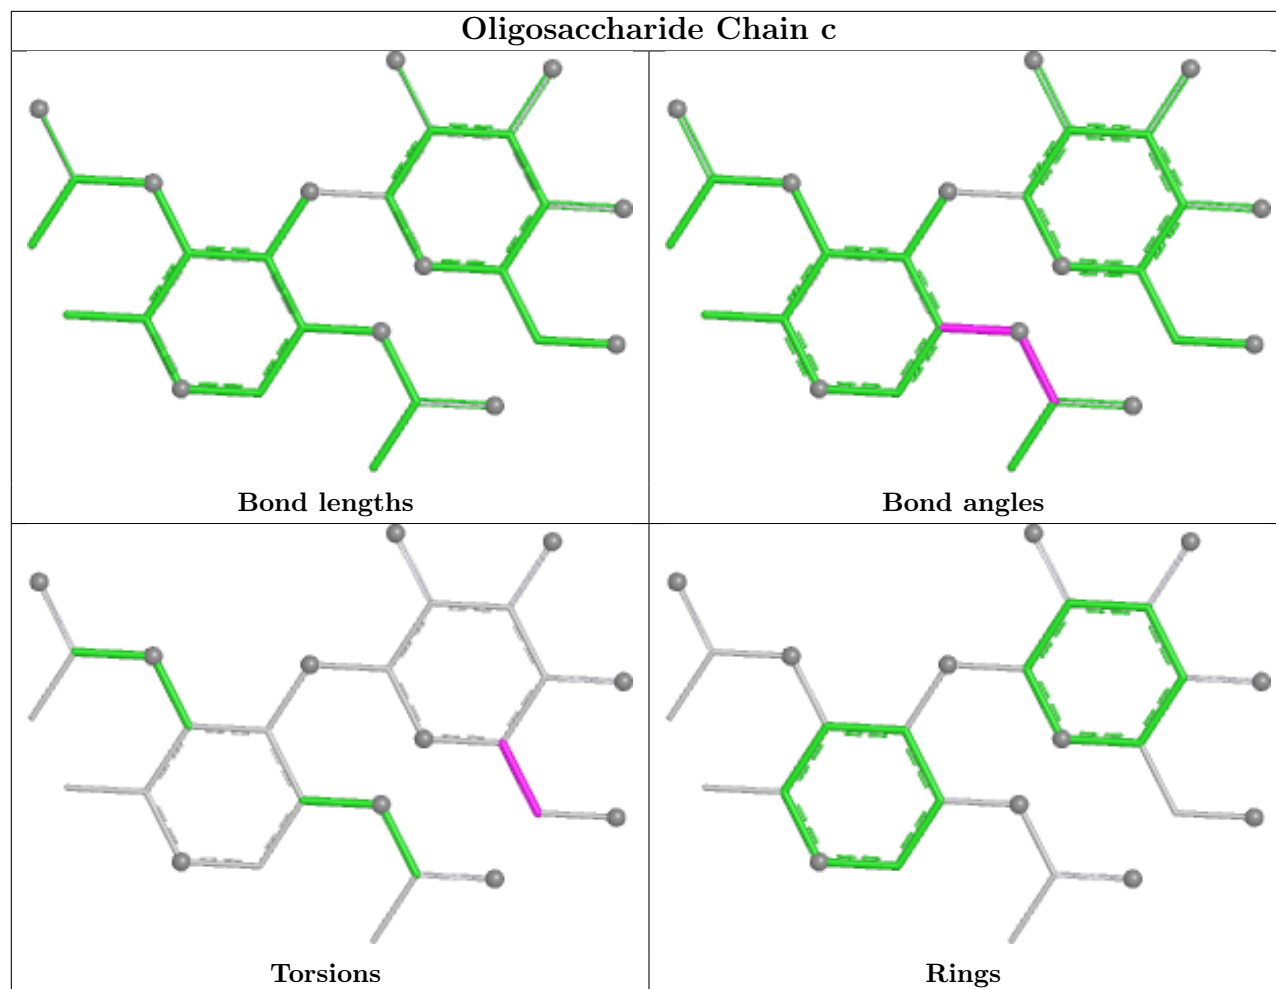 Oligosaccharide Chain c
Bond lengths
Bond angles
Torsions
Rings